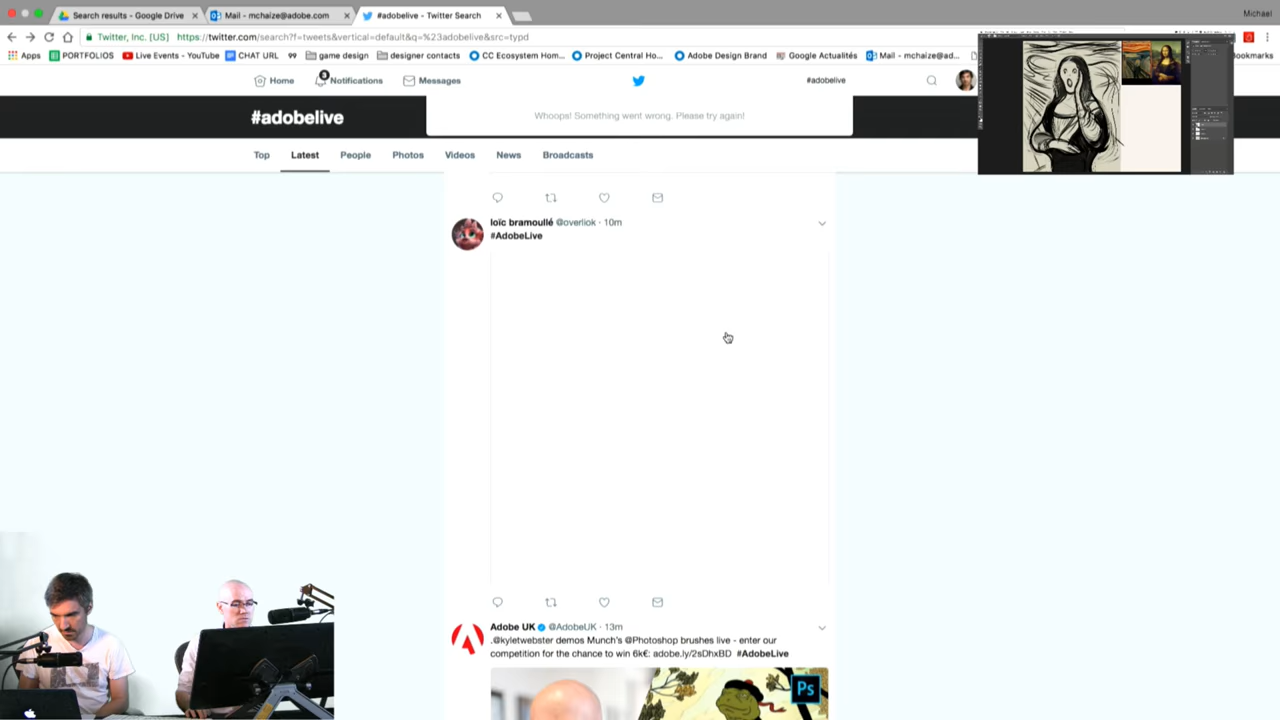 Search results - Google Drive
Mail - mchaize@adobe.com
#adobelive - Twitter Search
Michael
Twitter, Inc. [US]
https://twitter.com/search?f=tweets&vertical=default&q=%23adobelive&src=typd
Apps
PORTFOLIOS
Live Events - YouTube
CHAT URL
game design
designer contacts
CC Ecosystem Hom...
Project Central Ho...
Adobe Design Brand
Google Actualités
Mail - mchaize@ad...
Bookmarks
Home
3
Notifications
Messages
#adobelive
#adobelive
Whoops! Something went wrong. Please try again!
Top
Latest
People
Photos
Videos
News
Broadcasts
loïc bramoullé @overliok · 10m
#AdobeLive
Adobe UK @AdobeUK · 13m
.@kyletwebster demos Munch's @Photoshop brushes live - enter our
competition for the chance to win 6k€: adobe.ly/2sDhxBD #AdobeLive
Ps